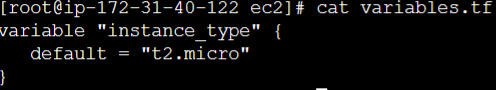 [root@ip-172-31-40-122 ec2]# cat variables.tf
variable "instance_type" {
   default = "t2.micro"
}